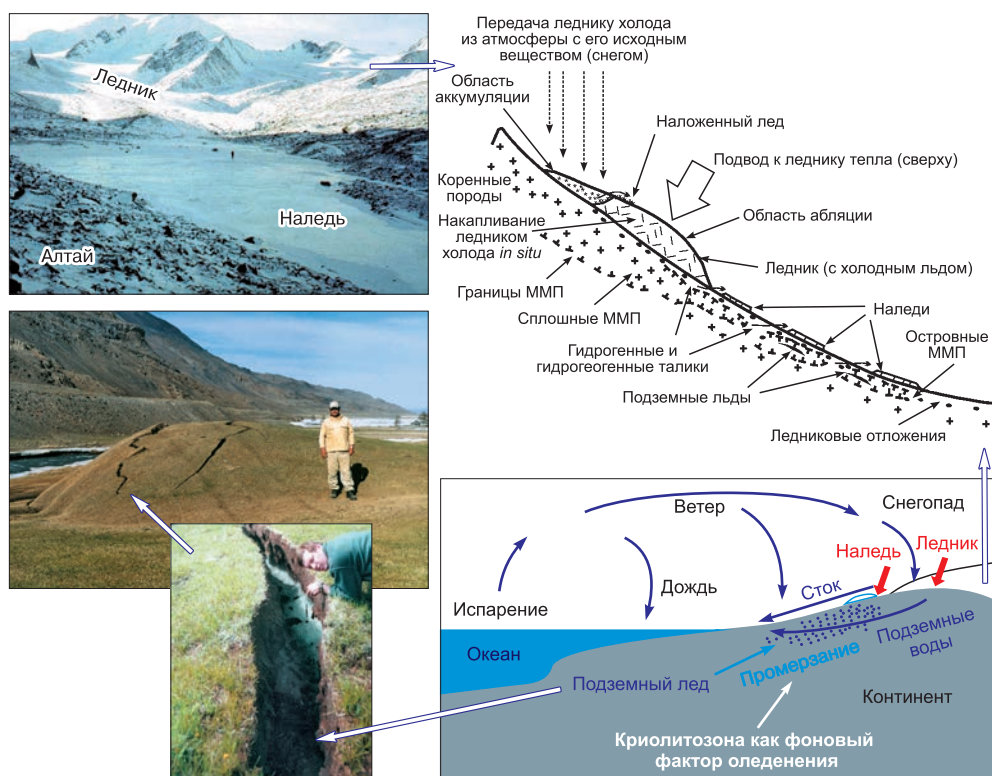 Ледник
Наледь
Алтай
Передача леднику холода
из атмосферы с его исходным
веществом (снегом)
Область
аккумуляции
Наложенный лед
Подвод к леднику тепла (сверху)
Коренные
породы
Накапливание
ледником
холода in situ
Область абляции
Ледник (с холодным льдом)
Границы ММП
Сплошные ММП
Наледи
Гидрогенные и
гидрогеогенные талики
Островные
ММП
Подземные льды
Ледниковые отложения
Ветер
Снегопад
Наледь
Ледник
Испарение
Дождь
Сток
Океан
Подземные
воды
Промерзание
Подземный лед
Континент
Криолитозона как фоновый
фактор оледенения